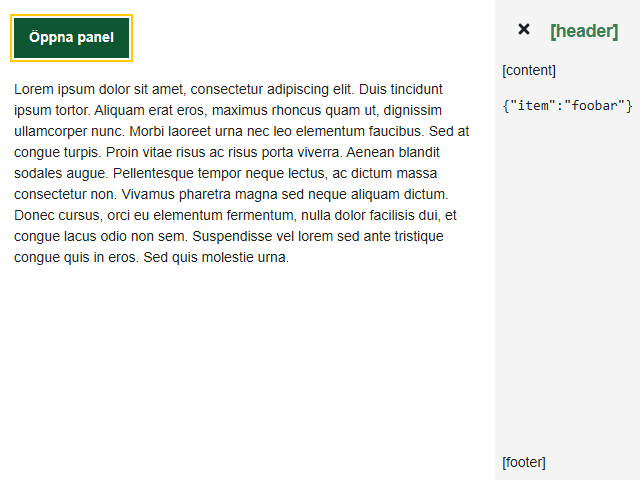 Öppna panel
Lorem ipsum dolor sit amet, consectetur adipiscing elit. Duis tincidunt
ipsum tortor. Aliquam erat eros, maximus rhoncus quam ut, dignissim
ullamcorper nunc. Morbi laoreet urna nec leo elementum faucibus. Sed at
congue turpis. Proin vitae risus ac risus porta viverra. Aenean blandit
sodales augue. Pellentesque tempor neque lectus, ac dictum massa
consectetur non. Vivamus pharetra magna sed neque aliquam dictum.
Donec cursus, orci eu elementum fermentum, nulla dolor facilisis dui, et
congue lacus odio non sem. Suspendisse vel lorem sed ante tristique
congue quis in eros. Sed quis molestie urna.
[header]
[content]
{"item":"foobar"}
[footer]